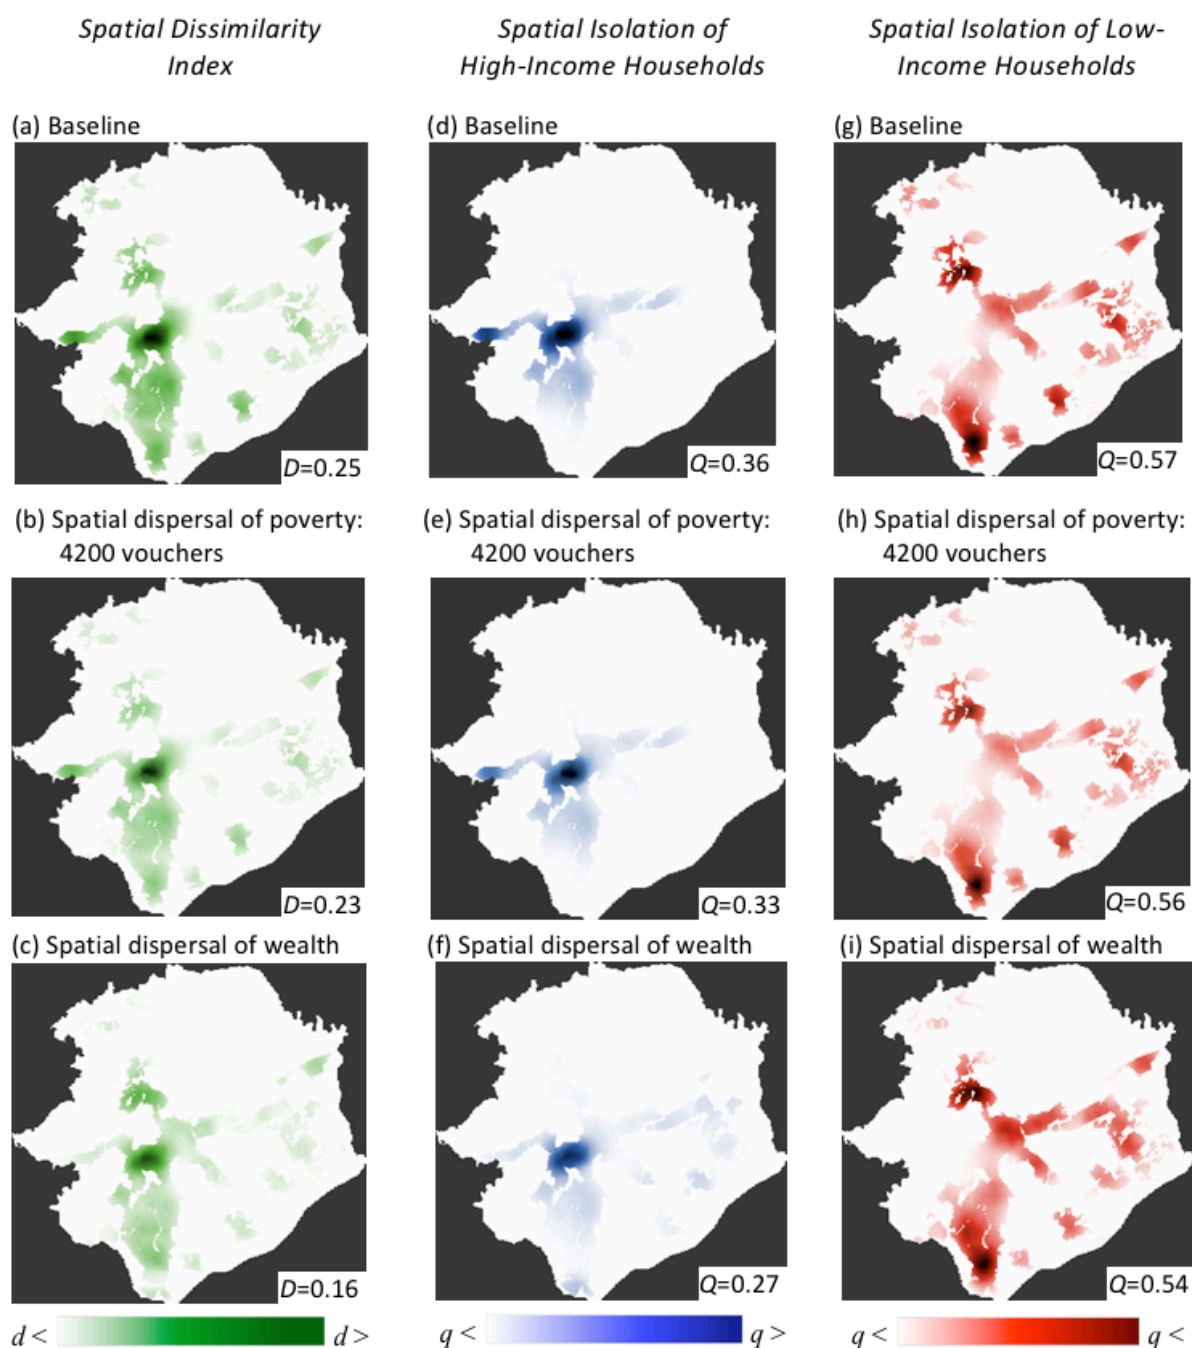 Spatial Dissimilarity
Index
Spatial Isolation of
High-Income Households
Spatial Isolation of Low-
Income Households
(a) Baseline
(d) Baseline
(g) Baseline
D=0.25
Q=0.36
Q=0.57
(b) Spatial dispersal of poverty:
4200 vouchers
(e) Spatial dispersal of poverty:
4200 vouchers
(h) Spatial dispersal of poverty:
4200 vouchers
D=0.23
Q=0.33
Q=0.56
(c) Spatial dispersal of wealth
(f) Spatial dispersal of wealth
(i) Spatial dispersal of wealth
D=0.16
Q=0.27
Q=0.54
d < d >
q < q >
q < q <